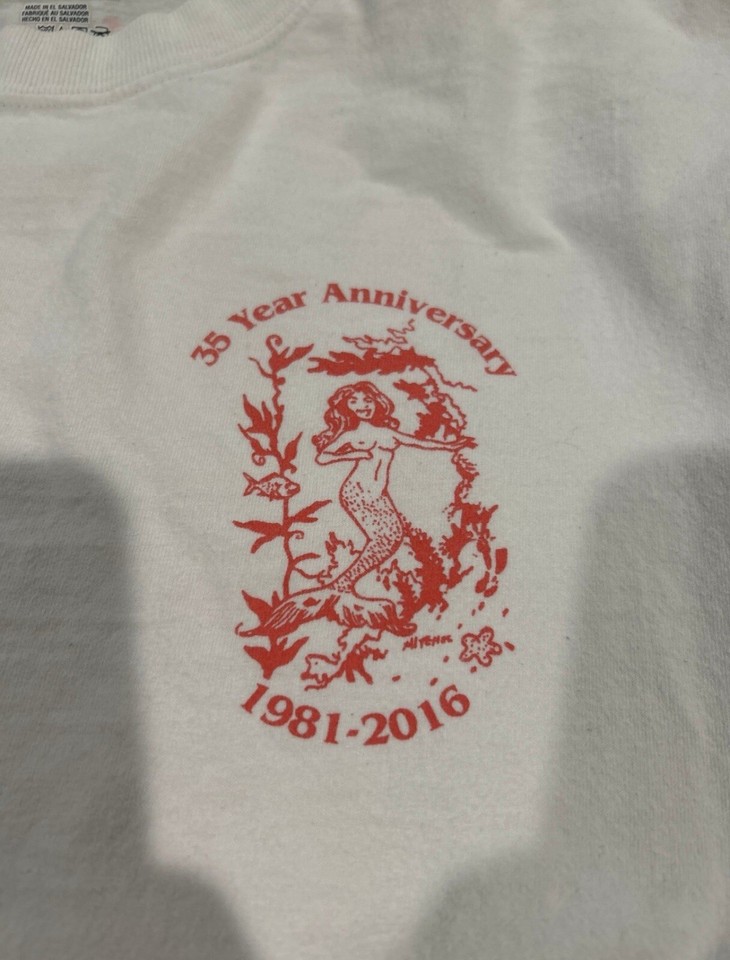 MADE IN EL SALVADOR
FABRIQUÉ AU SALVADOR
HECHO EN EL SALVADOR
35 Year Anniversary
1981-2016